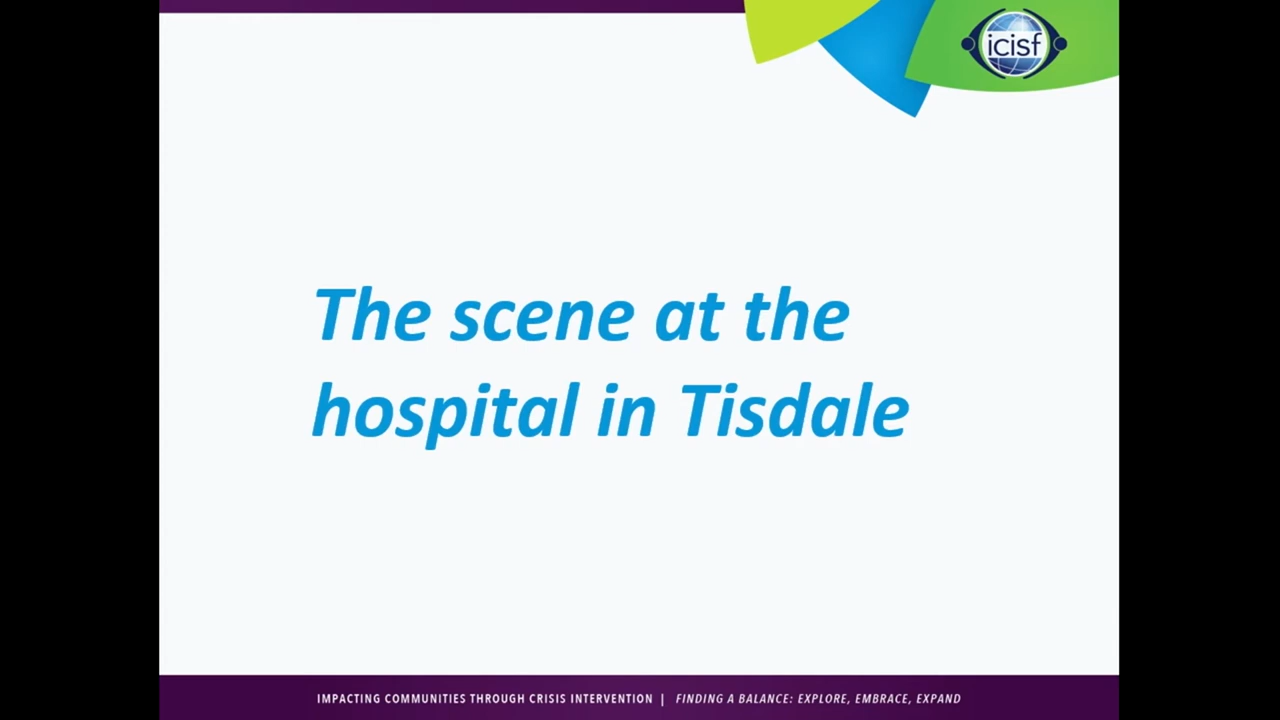 icisf
The scene at the
hospital in Tisdale
IMPACTING COMMUNITIES THROUGH CRISIS INTERVENTION | FINDING A BALANCE: EXPLORE, EMBRACE, EXPAND